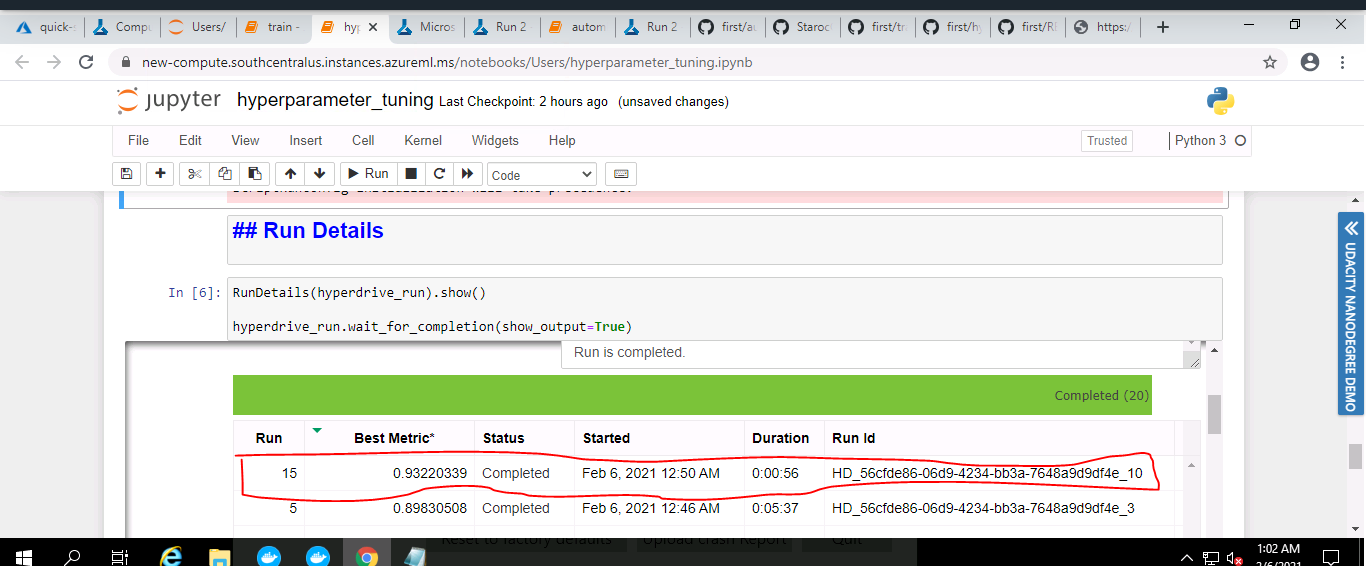 quick-s Compu Users/ train - hyp Micros Run 2 - Run 2 first/au Staroc first/tra first/hy first/RE https:/
new-compute.southcentralus.instances.azureml.ms/notebooks/Users/hyperparameter_tuning.ipynb
jupyter hyperparameter_tuning Last Checkpoint: 2 hours ago (unsaved changes)
File Edit View Insert Cell Kernel Widgets Help Trusted Python 3
Run Code
## Run Details
UDACITY NANODEGREE DEMO
In [6]: RunDetails(hyperdrive_run).show()
hyperdrive_run.wait_for_completion(show_output=True)
Run is completed.
Completed (20)
Run Best Metric* Status Started Duration Run Id
15 0.93220339 Completed Feb 6, 2021 12:50 AM 0:00:56 HD_56cfde86-06d9-4234-bb3a-7648a9d9df4e_10
5 0.89830508 Completed Feb 6, 2021 12:46 AM 0:05:37 HD_56cfde86-06d9-4234-bb3a-7648a9d9df4e_3
Reset to factory defaults Upload crash Report Quit
1:02 AM